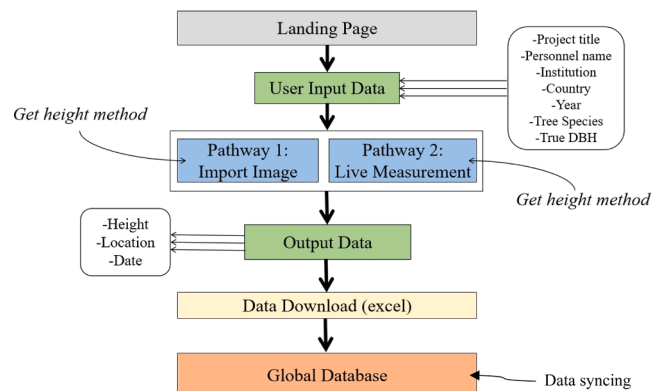 Landing Page
-Project title
-Personnel name
-Institution
-Country
-Year
-Tree Species
-True DBH
User Input Data
Get height method
Pathway 1:
Import Image
Pathway 2:
Live Measurement
Get height method
-Height
-Location
-Date
Output Data
Data Download (excel)
Global Database
Data syncing